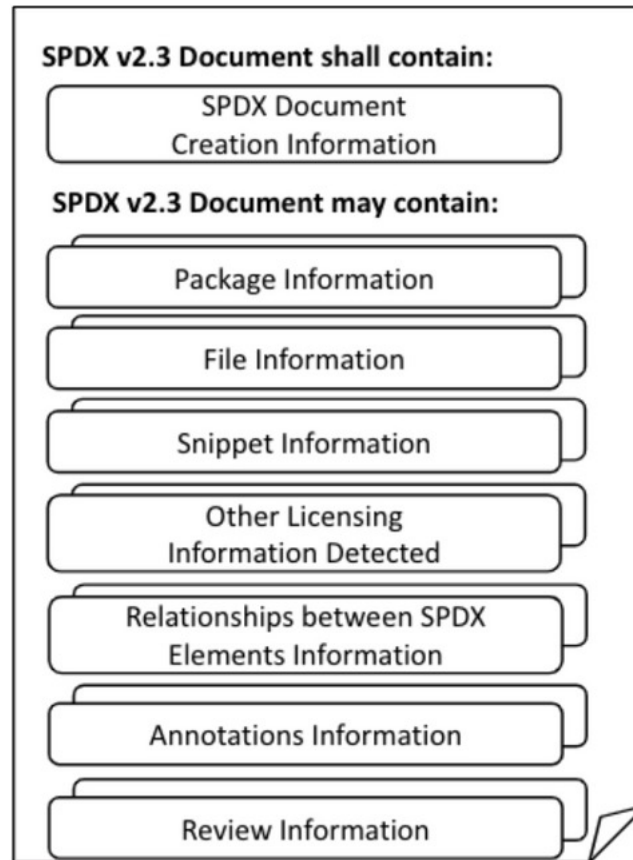 SPDX v2.3 Document shall contain:
SPDX Document
Creation Information
SPDX v2.3 Document may contain:
Package Information
File Information
Snippet Information
Other Licensing
Information Detected
Relationships between SPDX
Elements Information
Annotations Information
Review Information